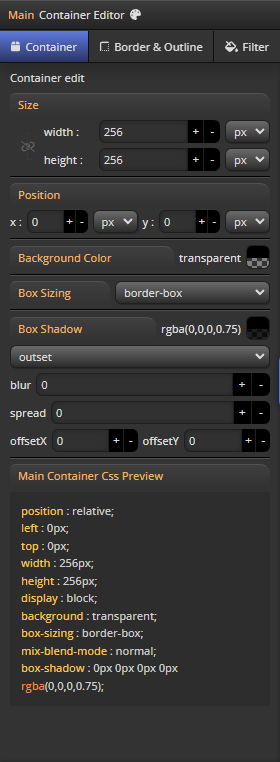 Main Container Editor
Container Border & Outline Filter
Container edit
Size
width : 256 + - px
height : 256 + - px
Position
x : 0 + - px y : 0 + - px
Background Color transparent
Box Sizing border-box
Box Shadow rgba(0,0,0,0.75)
outset
blur 0 + -
spread 0 + -
offsetX 0 + - offsetY 0 + -
Main Container Css Preview
position : relative;
left : 0px;
top : 0px;
width : 256px;
height : 256px;
display : block;
background : transparent;
box-sizing : border-box;
mix-blend-mode : normal;
box-shadow : 0px 0px 0px 0px
rgba(0,0,0,0.75);